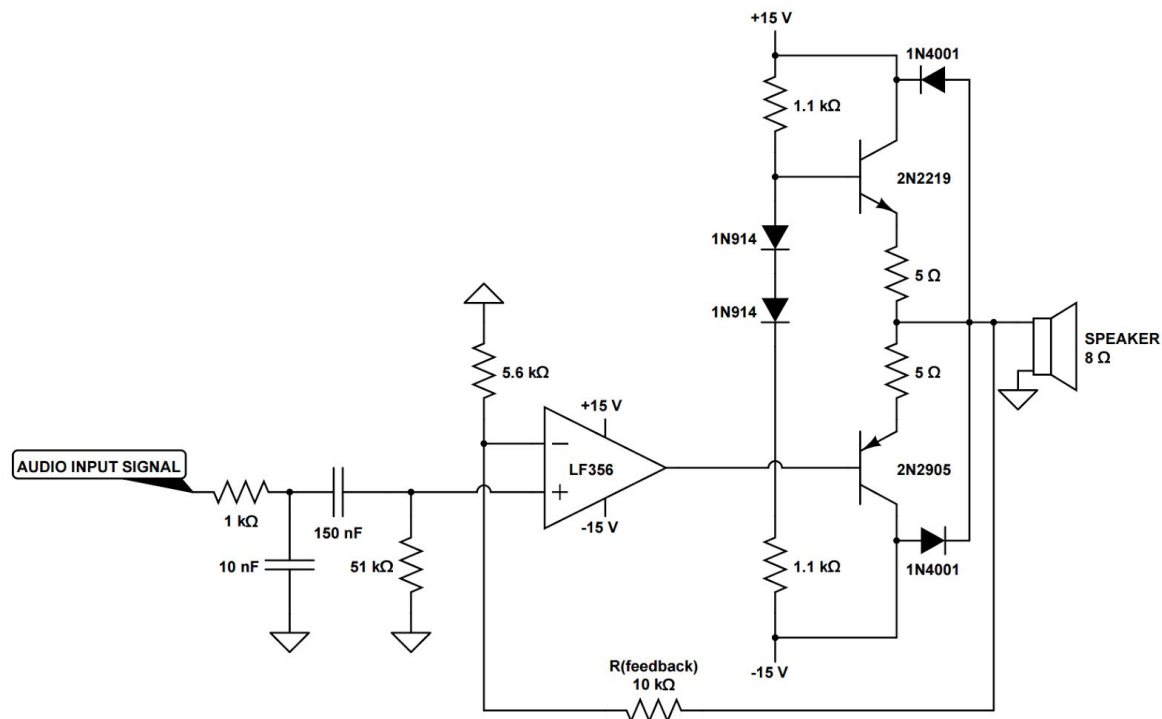 +15 V
1N4001
1.1 kΩ
2N2219
1N914
5 Ω
1N914
SPEAKER
8 Ω
5.6 kΩ
5 Ω
+15 V
AUDIO INPUT SIGNAL
LF356
2N2905
1 kΩ
150 nF
-15 V
10 nF
51 kΩ
1.1 kΩ
1N4001
-15 V
R(feedback)
10 kΩ